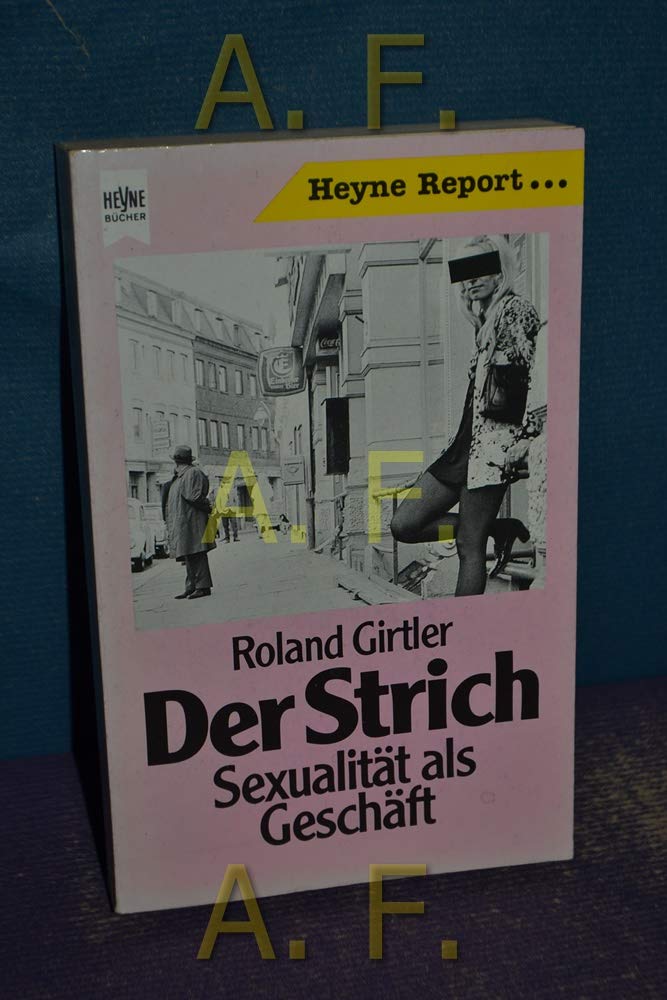 A. F.
HEYNE
BÜCHER
Heyne Report...
A. F.
Roland Girtler
Der Strich
Sexualität als
Geschäft
A. F.